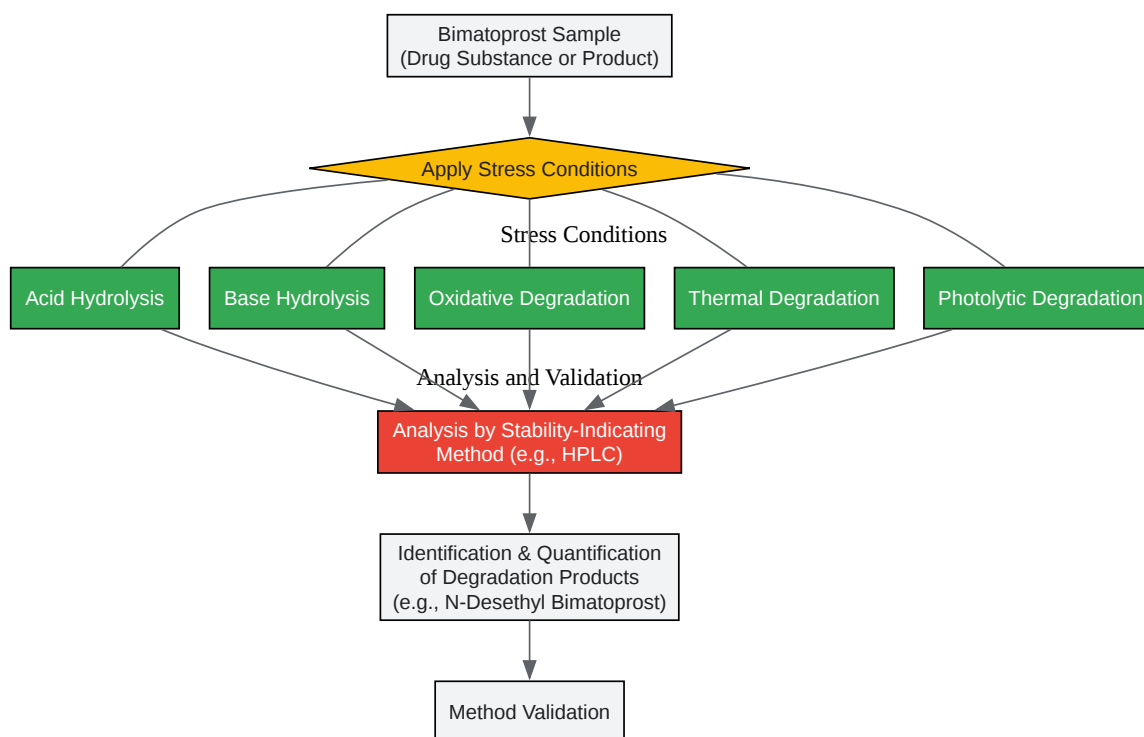 Bimatoprost Sample
(Drug Substance or Product)
Apply Stress Conditions
Stress Conditions
Acid Hydrolysis
Base Hydrolysis
Oxidative Degradation
Thermal Degradation
Photolytic Degradation
Analysis and Validation
Analysis by Stability-Indicating
Method (e.g., HPLC)
Identification & Quantification
of Degradation Products
(e.g., N-Desethyl Bimatoprost)
Method Validation